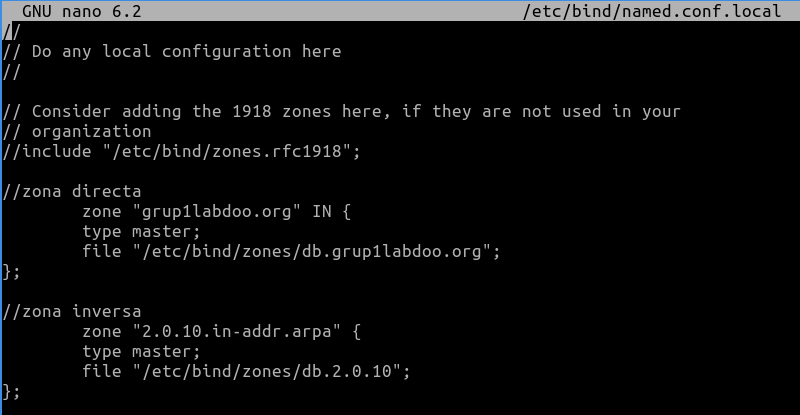 GNU nano 6.2 /etc/bind/named.conf.local
//
// Do any local configuration here
//
// Consider adding the 1918 zones here, if they are not used in your
// organization
//include "/etc/bind/zones.rfc1918";
//zona directa
zone "grup1labdoo.org" IN {
type master;
file "/etc/bind/zones/db.grup1labdoo.org";
};
//zona inversa
zone "2.0.10.in-addr.arpa" {
type master;
file "/etc/bind/zones/db.2.0.10";
};